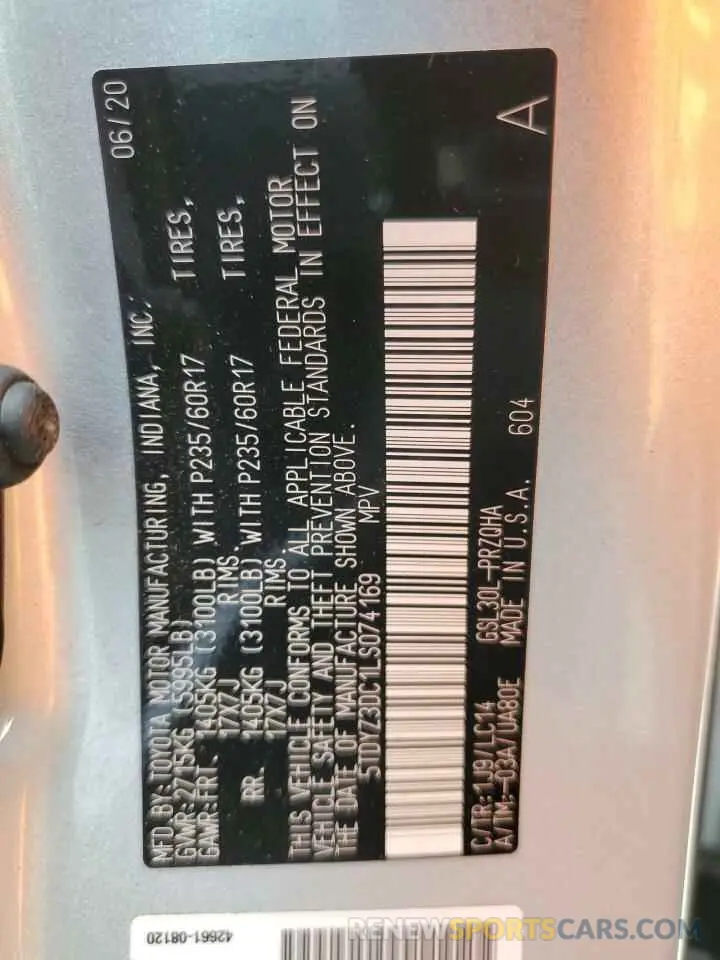 MFD BY: TOYOTA MOTOR MANUFACTURING, INDIANA, INC. 06/20
GVWR: 2715KG (5995LB)
GAWR: FRT. 1405KG (3100LB) WITH P235/60R17 TIRES,
17X7J RIMS.
RR. 1405KG (3100LB) WITH P235/60R17 TIRES,
17X7J RIMS.
THIS VEHICLE CONFORMS TO ALL APPLICABLE FEDERAL MOTOR
VEHICLE SAFETY AND THEFT PREVENTION STANDARDS IN EFFECT ON
THE DATE OF MANUFACTURE SHOWN ABOVE.
5TDYZ3DC1LS074169 MPV
C/TR: 1J9/LC14 GSL30L-PRZQHA
A/TM: -03A/UA80E MADE IN U.S.A. 604 A
42661-08120
RENEWSPORTSCARS.COM